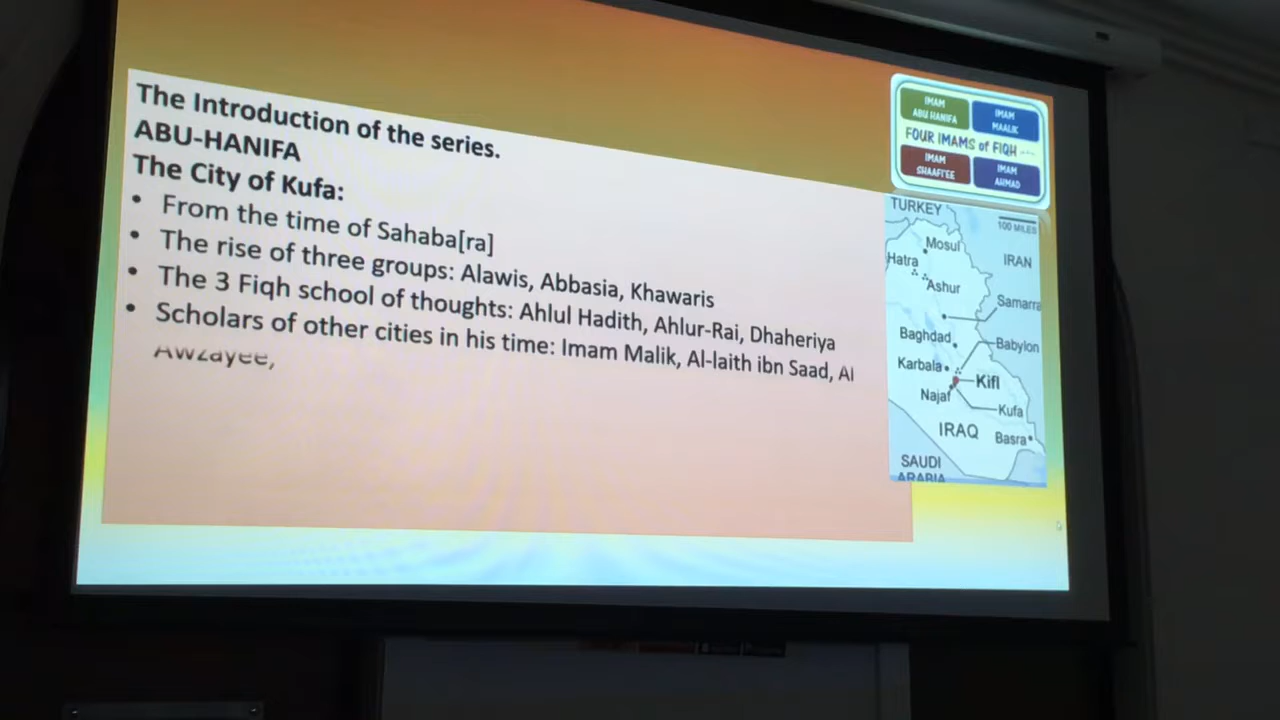 The Introduction of the series.
ABU-HANIFA
The City of Kufa:
• From the time of Sahaba[ra]
• The rise of three groups: Alawis, Abbasia, Khawaris
• The 3 Fiqh school of thoughts: Ahlul Hadith, Ahlur-Rai, Dhaheriya
• Scholars of other cities in his time: Imam Malik, Al-laith ibn Saad, Al
Awzayee,
IMAM
ABU HANIFA
IMAM
MAALIK
FOUR IMAMS of FIQH
IMAM
SHAAFI'EE
IMAM
AHMAD
TURKEY
100 MILES
Mosul
Hatra
IRAN
Ashur
Samarra
Baghdad
Babylon
Karbala
Kifl
Najaf
Kufa
IRAQ
Basra
SAUDI
ARABIA